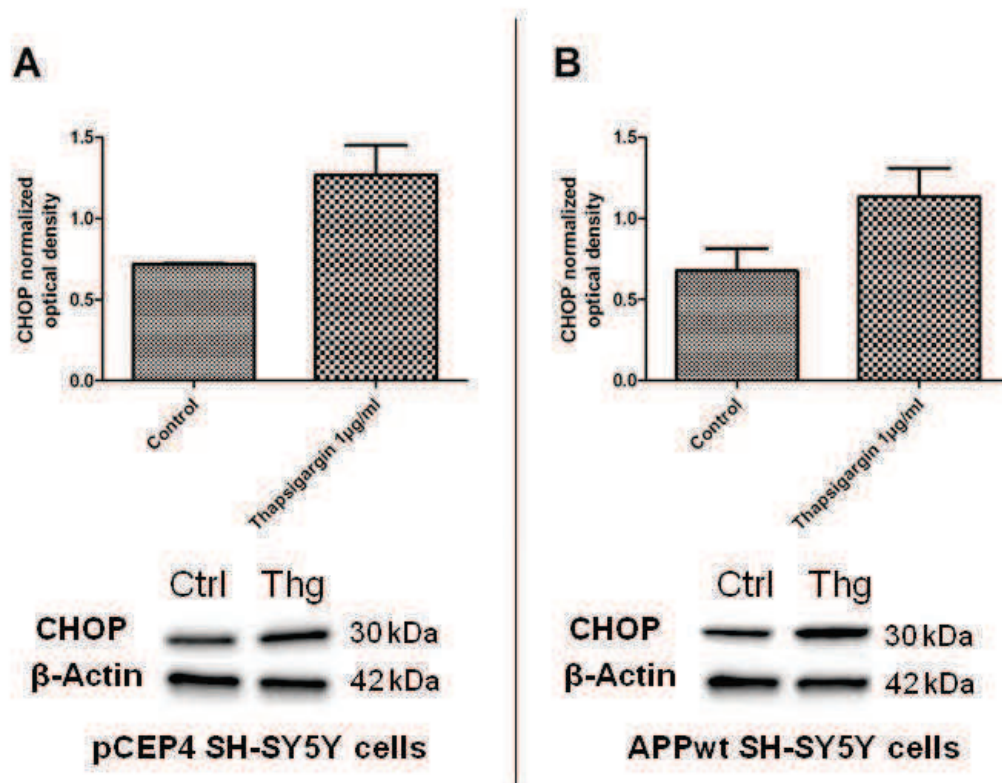 A
CHOP normalized
optical density
1.5
1.0
0.5
0.0
Control
Thapsigargin 1µg/ml
Ctrl Thg
CHOP 30 kDa
β-Actin 42 kDa
pCEP4 SH-SY5Y cells
B
CHOP normalized
optical density
1.5
1.0
0.5
0.0
Control
Thapsigargin 1µg/ml
Ctrl Thg
CHOP 30 kDa
β-Actin 42 kDa
APPwt SH-SY5Y cells